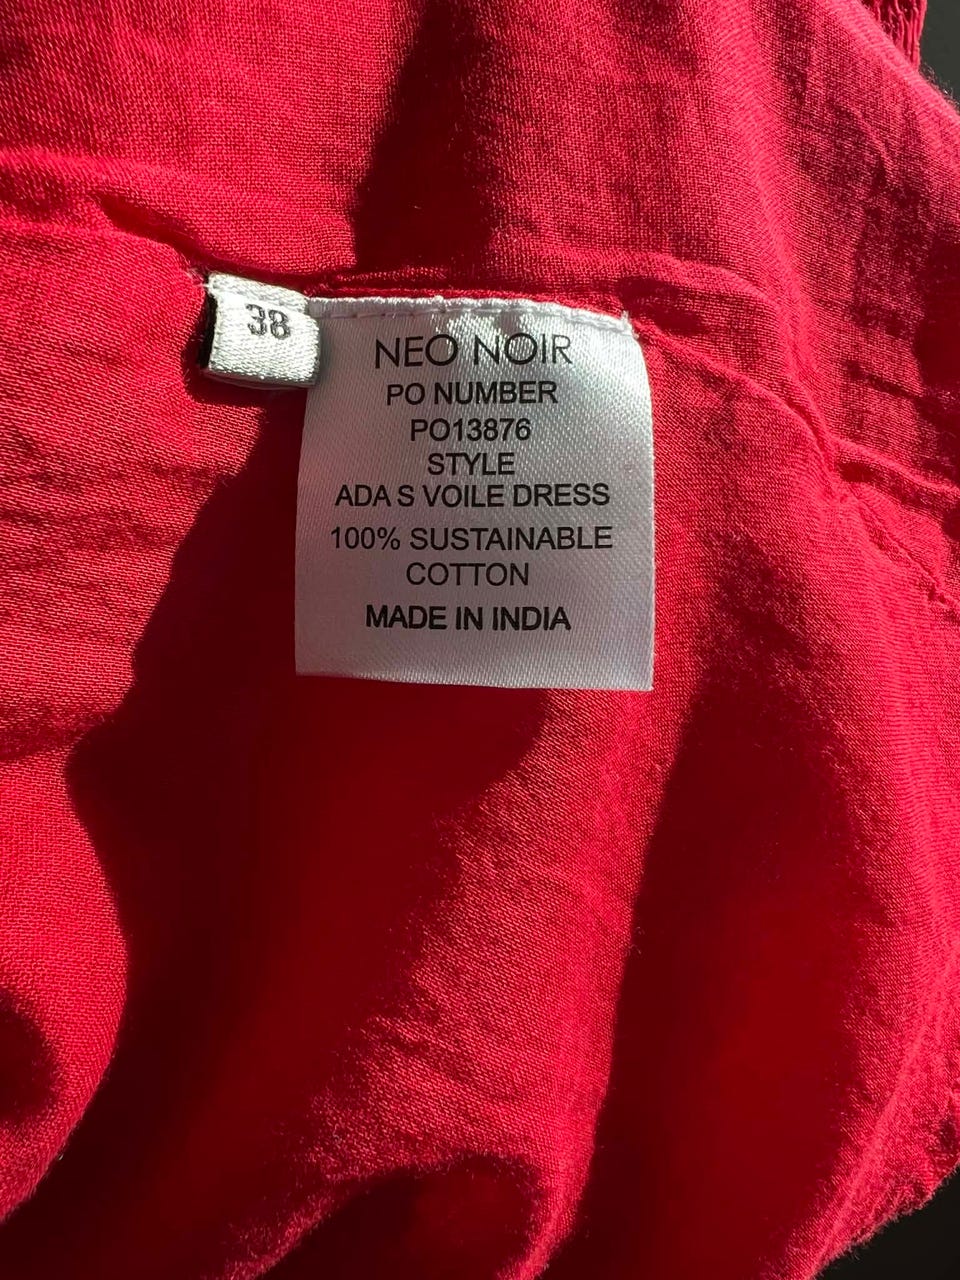 38
NEO NOIR
PO NUMBER
PO13876
STYLE
ADA S VOILE DRESS
100% SUSTAINABLE
COTTON
MADE IN INDIA